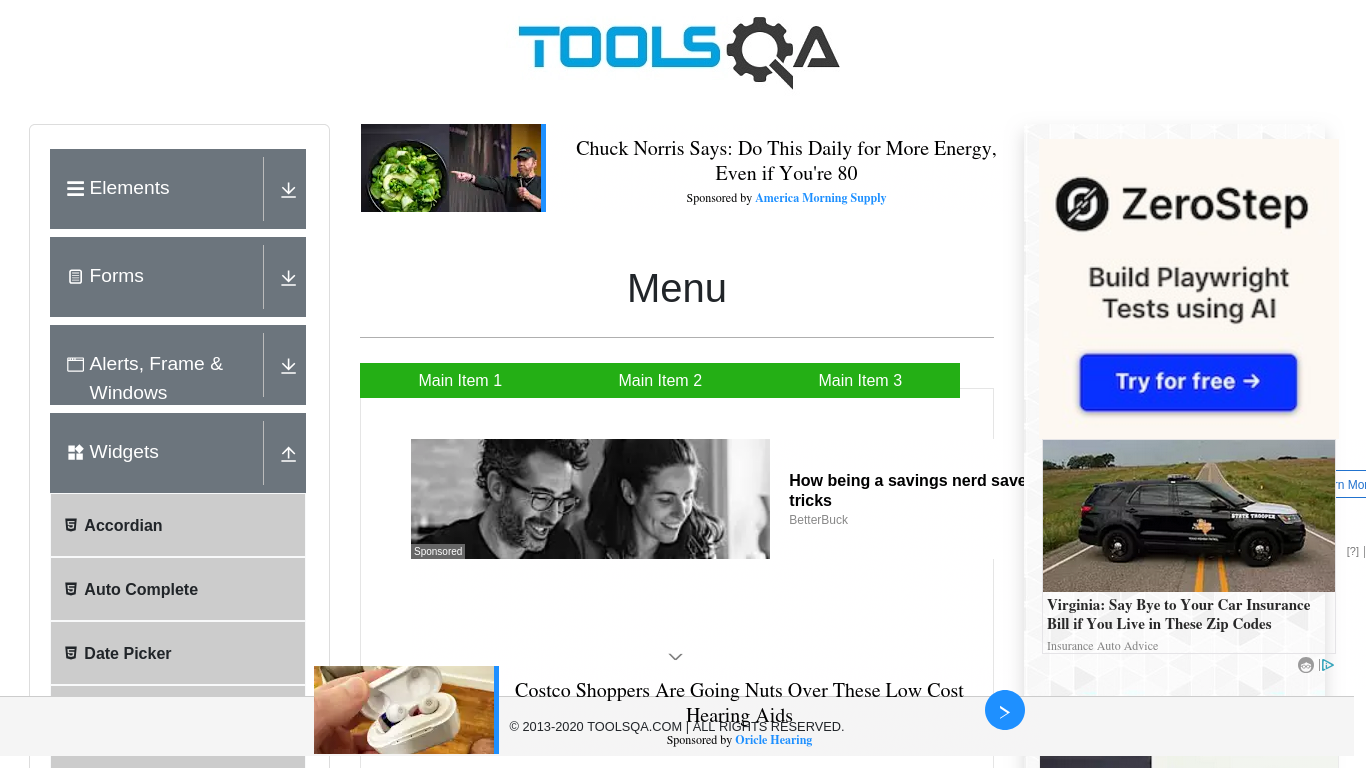 TOOLSQA
Elements
Forms
Alerts, Frame &
Windows
Widgets
Accordian
Auto Complete
Date Picker
Chuck Norris Says: Do This Daily for More Energy,
Even if You're 80
Sponsored by America Morning Supply
Menu
Main Item 1
Main Item 2
Main Item 3
How being a savings nerd save
tricks
BetterBuck
Sponsored
ZeroStep
Build Playwright
Tests using AI
Try for free →
rn Mor
[?]
STATE TROOPER
Virginia: Say Bye to Your Car Insurance
Bill if You Live in These Zip Codes
Insurance Auto Advice
Costco Shoppers Are Going Nuts Over These Low Cost
Hearing Aids
© 2013-2020 TOOLSQA.COM | ALL RIGHTS RESERVED.
Sponsored by Oricle Hearing